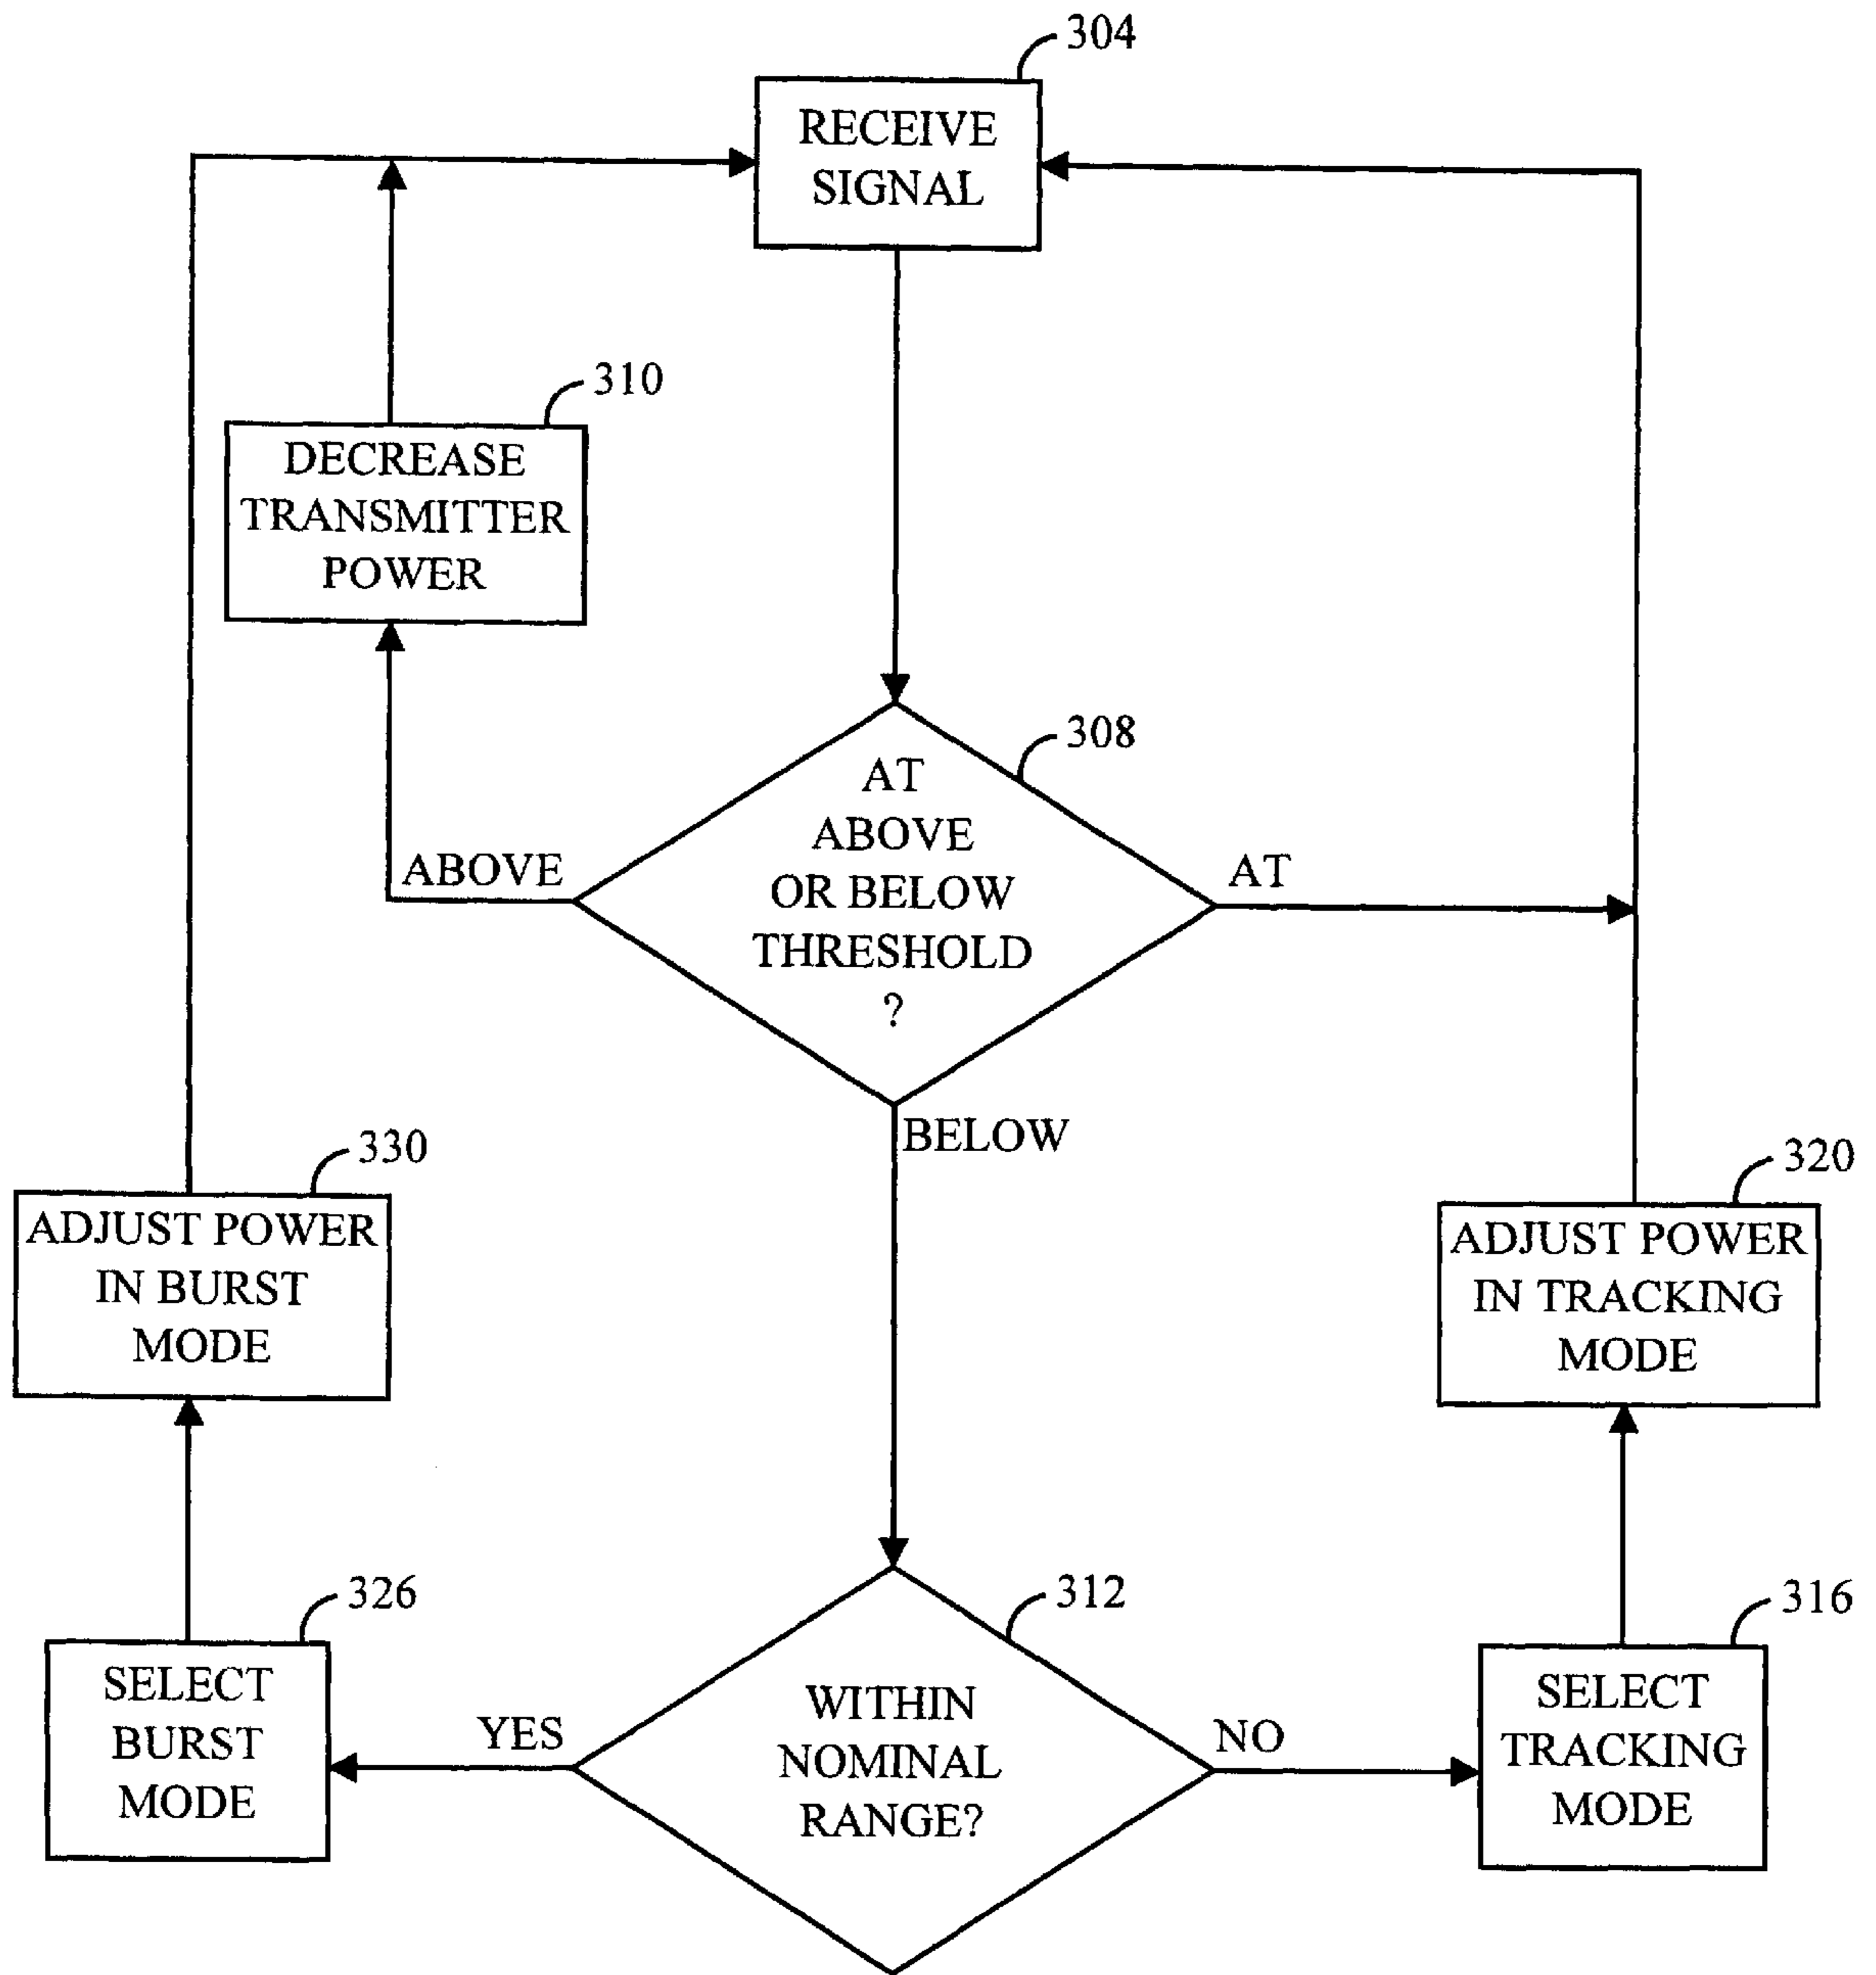 304
RECEIVE
SIGNAL
310
DECREASE
TRANSMITTER
POWER
308
AT
ABOVE
OR BELOW
THRESHOLD
?
ABOVE
AT
BELOW
330
ADJUST POWER
IN BURST
MODE
320
ADJUST POWER
IN TRACKING
MODE
326
SELECT
BURST
MODE
312
WITHIN
NOMINAL
RANGE?
YES
NO
316
SELECT
TRACKING
MODE